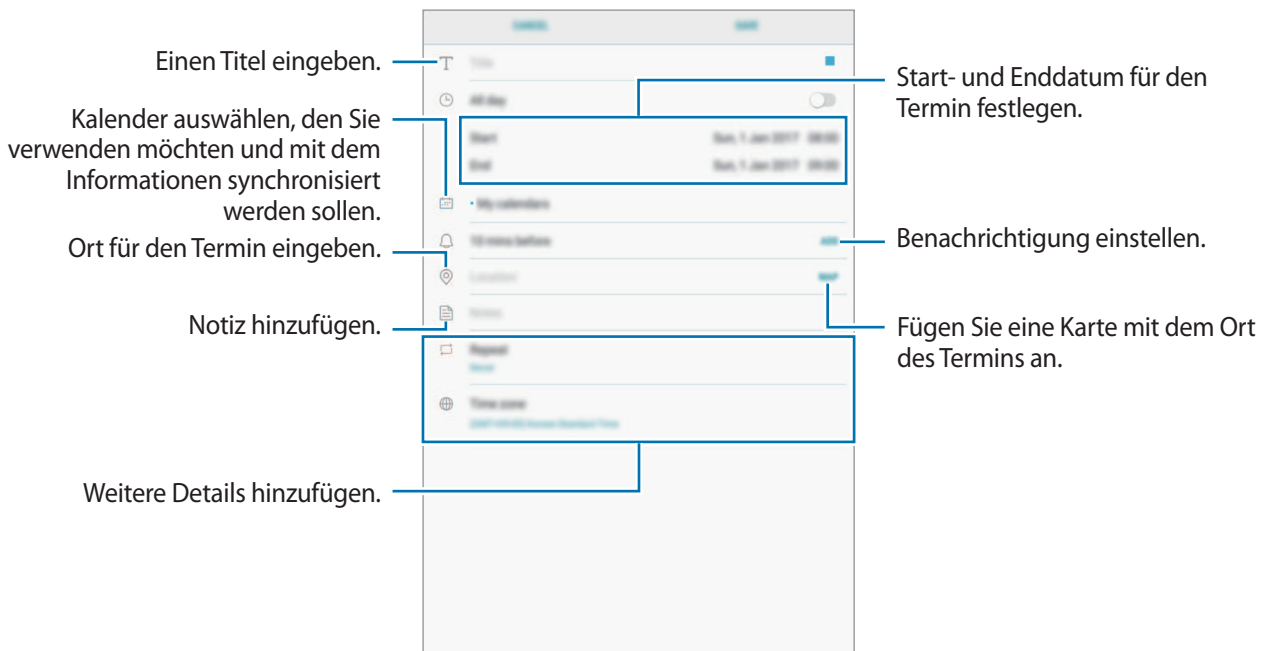 Einen Titel eingeben.
Kalender auswählen, den Sie
verwenden möchten und mit dem
Informationen synchronisiert
werden sollen.
Ort für den Termin eingeben.
Notiz hinzufügen.
Weitere Details hinzufügen.
CANCEL
SAVE
Title
All day
Start
Sun, 1 Jan 2017 08:00
End
Sun, 1 Jan 2017 09:00
My calendars
10 mins before
ADD
Location
MAP
Notes
Repeat
Never
Time zone
Start- und Enddatum für den
Termin festlegen.
Benachrichtigung einstellen.
Fügen Sie eine Karte mit dem Ort
des Termins an.